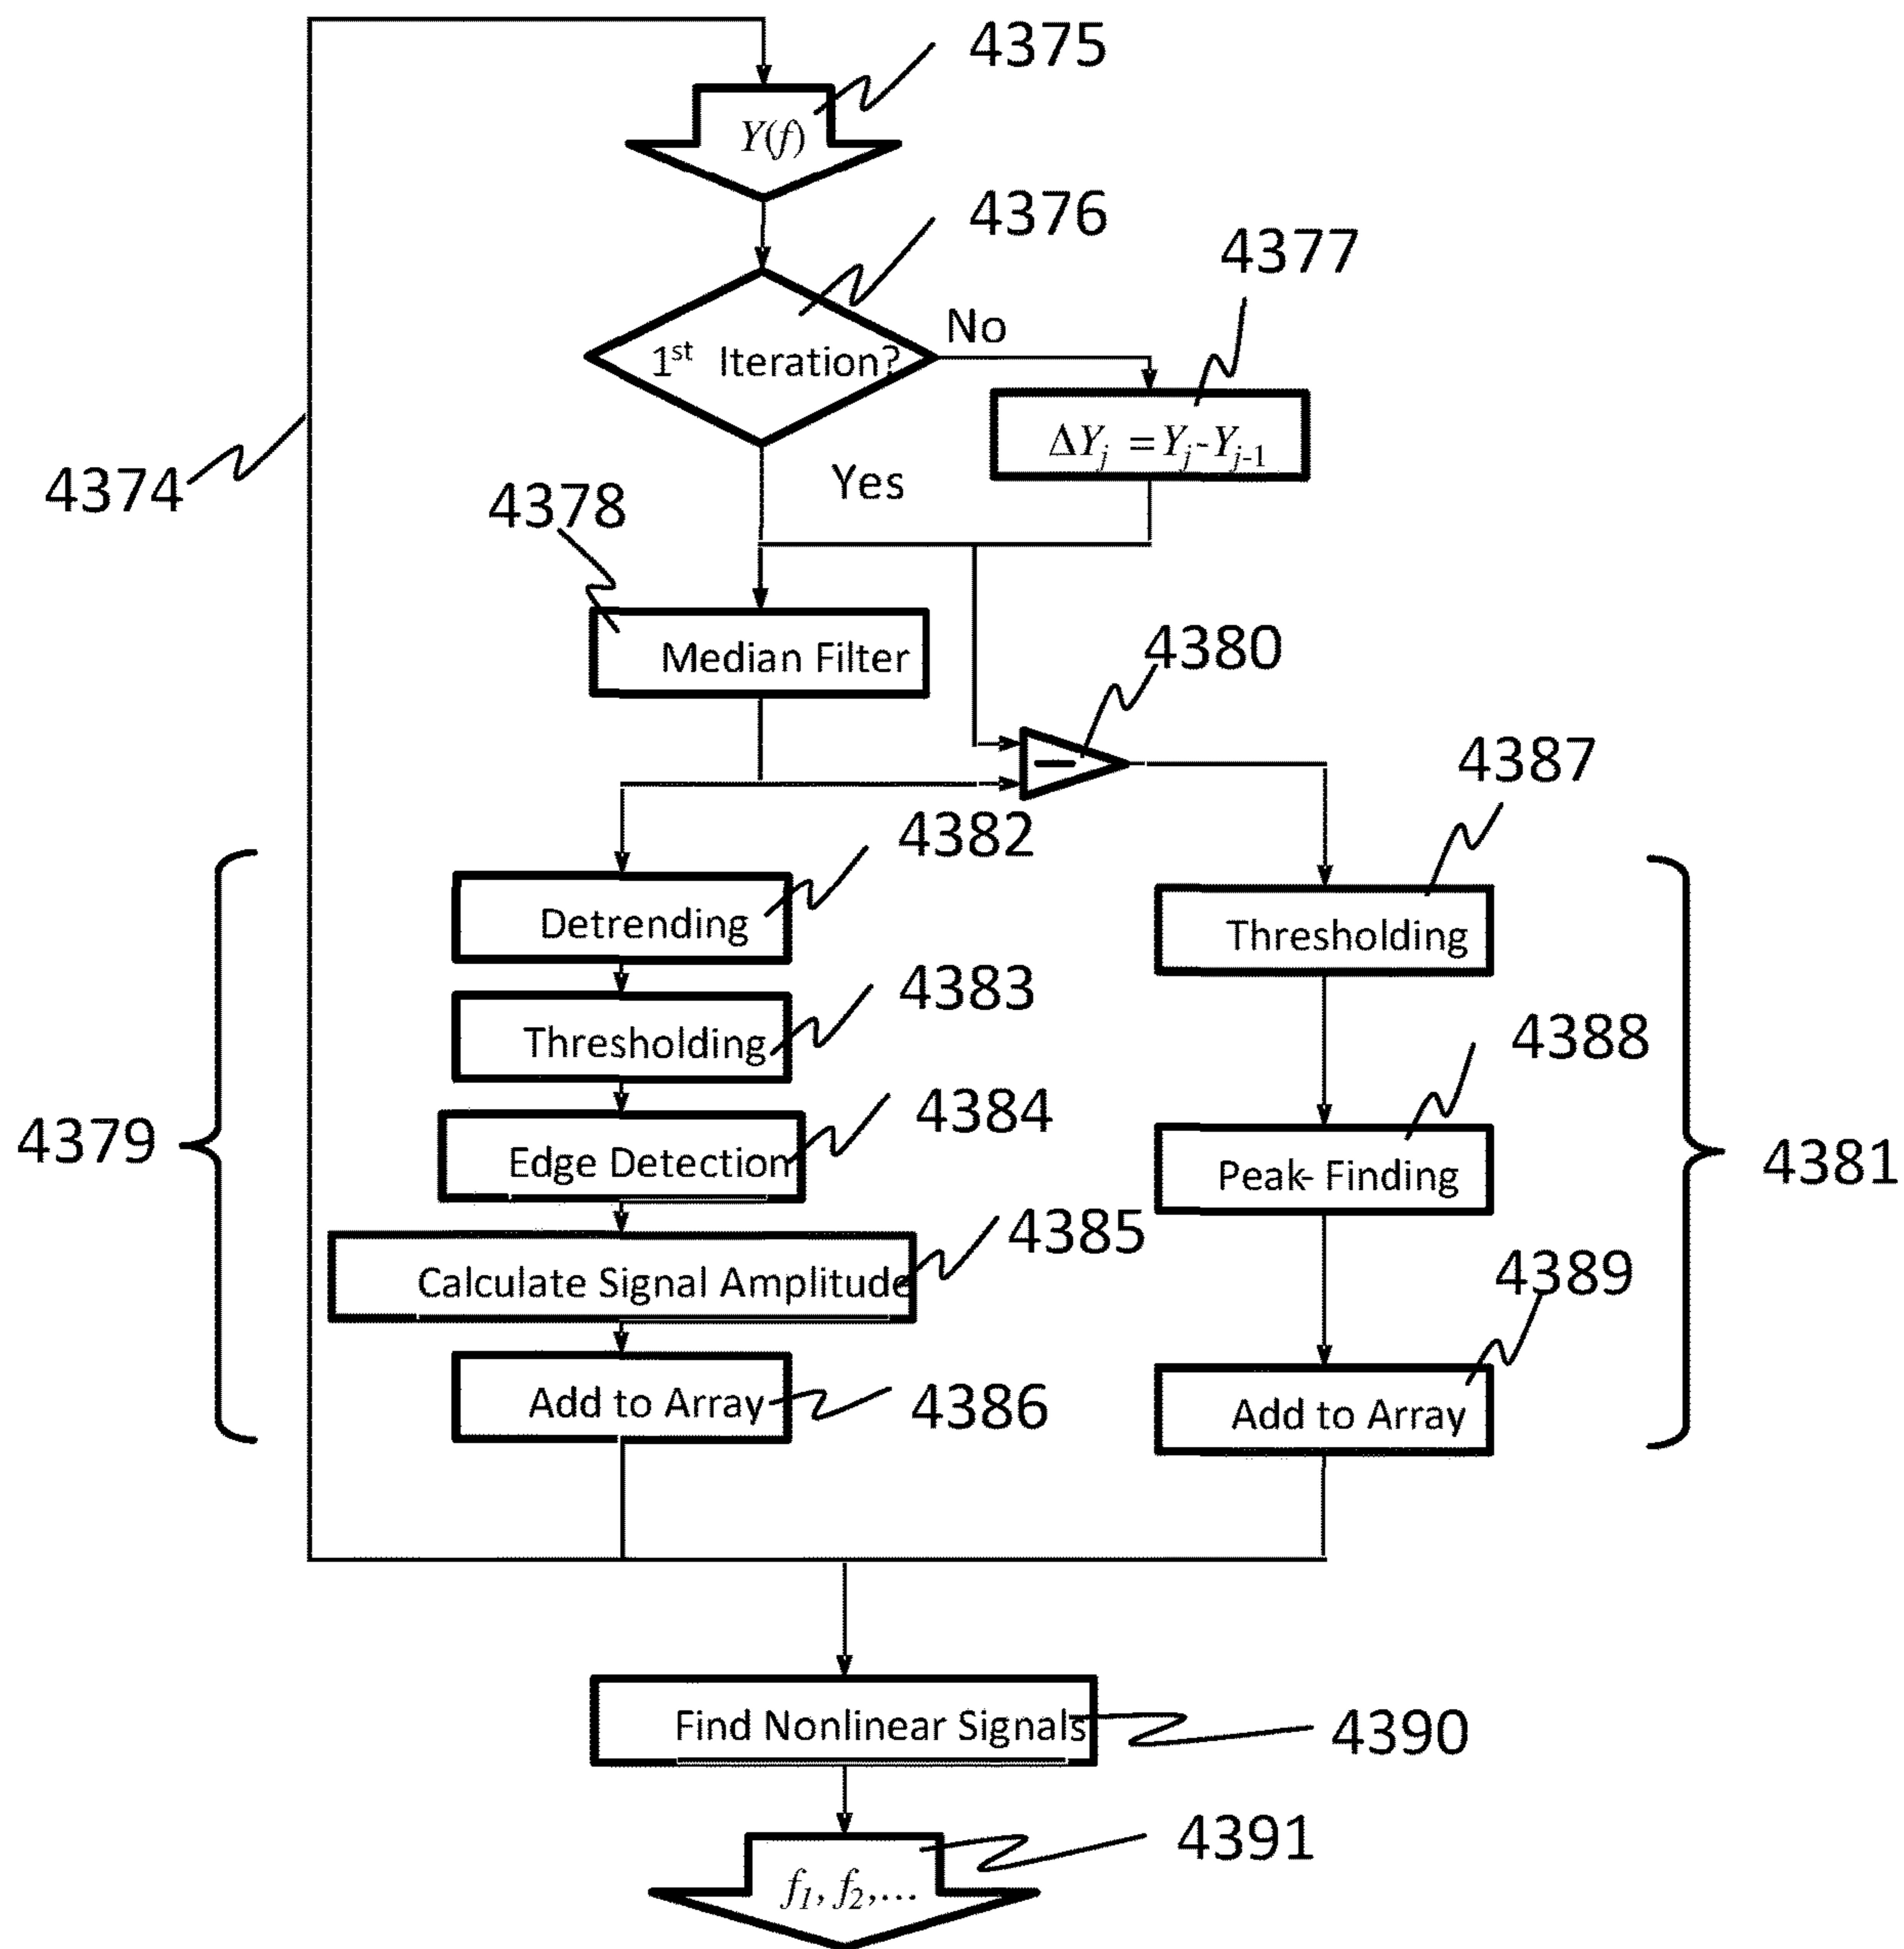 4375
Y(f)
4376
4377
No
1st Iteration?
ΔYj = Yj-Yj-1
4374
Yes
4378
Median Filter
4380
4387
4382
Detrending
Thresholding
4383
Thresholding
4388
4384
4379
Edge Detection
Peak- Finding
4381
4385
Calculate Signal Amplitude
4389
Add to Array
4386
Add to Array
Find Nonlinear Signals
4390
4391
f1, f2,...